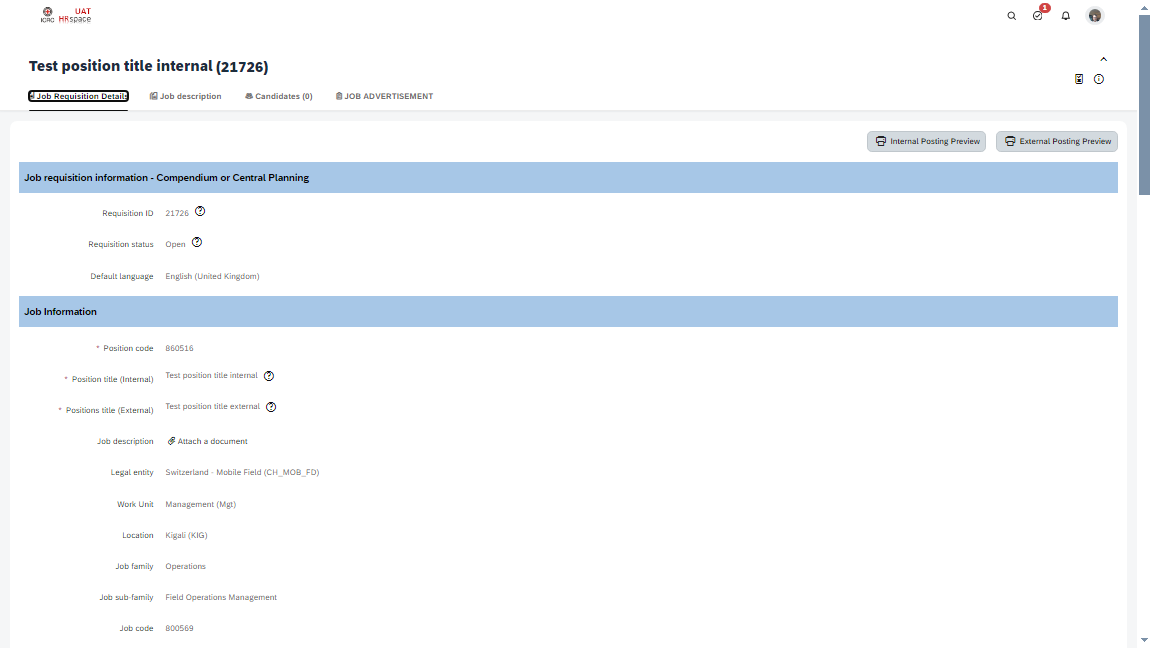 ICRC UAT HRspace
1
Test position title internal (21726)
Job Requisition Details Job description Candidates (0) JOB ADVERTISEMENT
Internal Posting Preview External Posting Preview
Job requisition information - Compendium or Central Planning
Requisition ID 21726
Requisition status Open
Default language English (United Kingdom)
Job Information
* Position code 860516
* Position title (Internal) Test position title internal
* Positions title (External) Test position title external
Job description Attach a document
Legal entity Switzerland - Mobile Field (CH_MOB_FD)
Work Unit Management (Mgt)
Location Kigali (KIG)
Job family Operations
Job sub-family Field Operations Management
Job code 800569